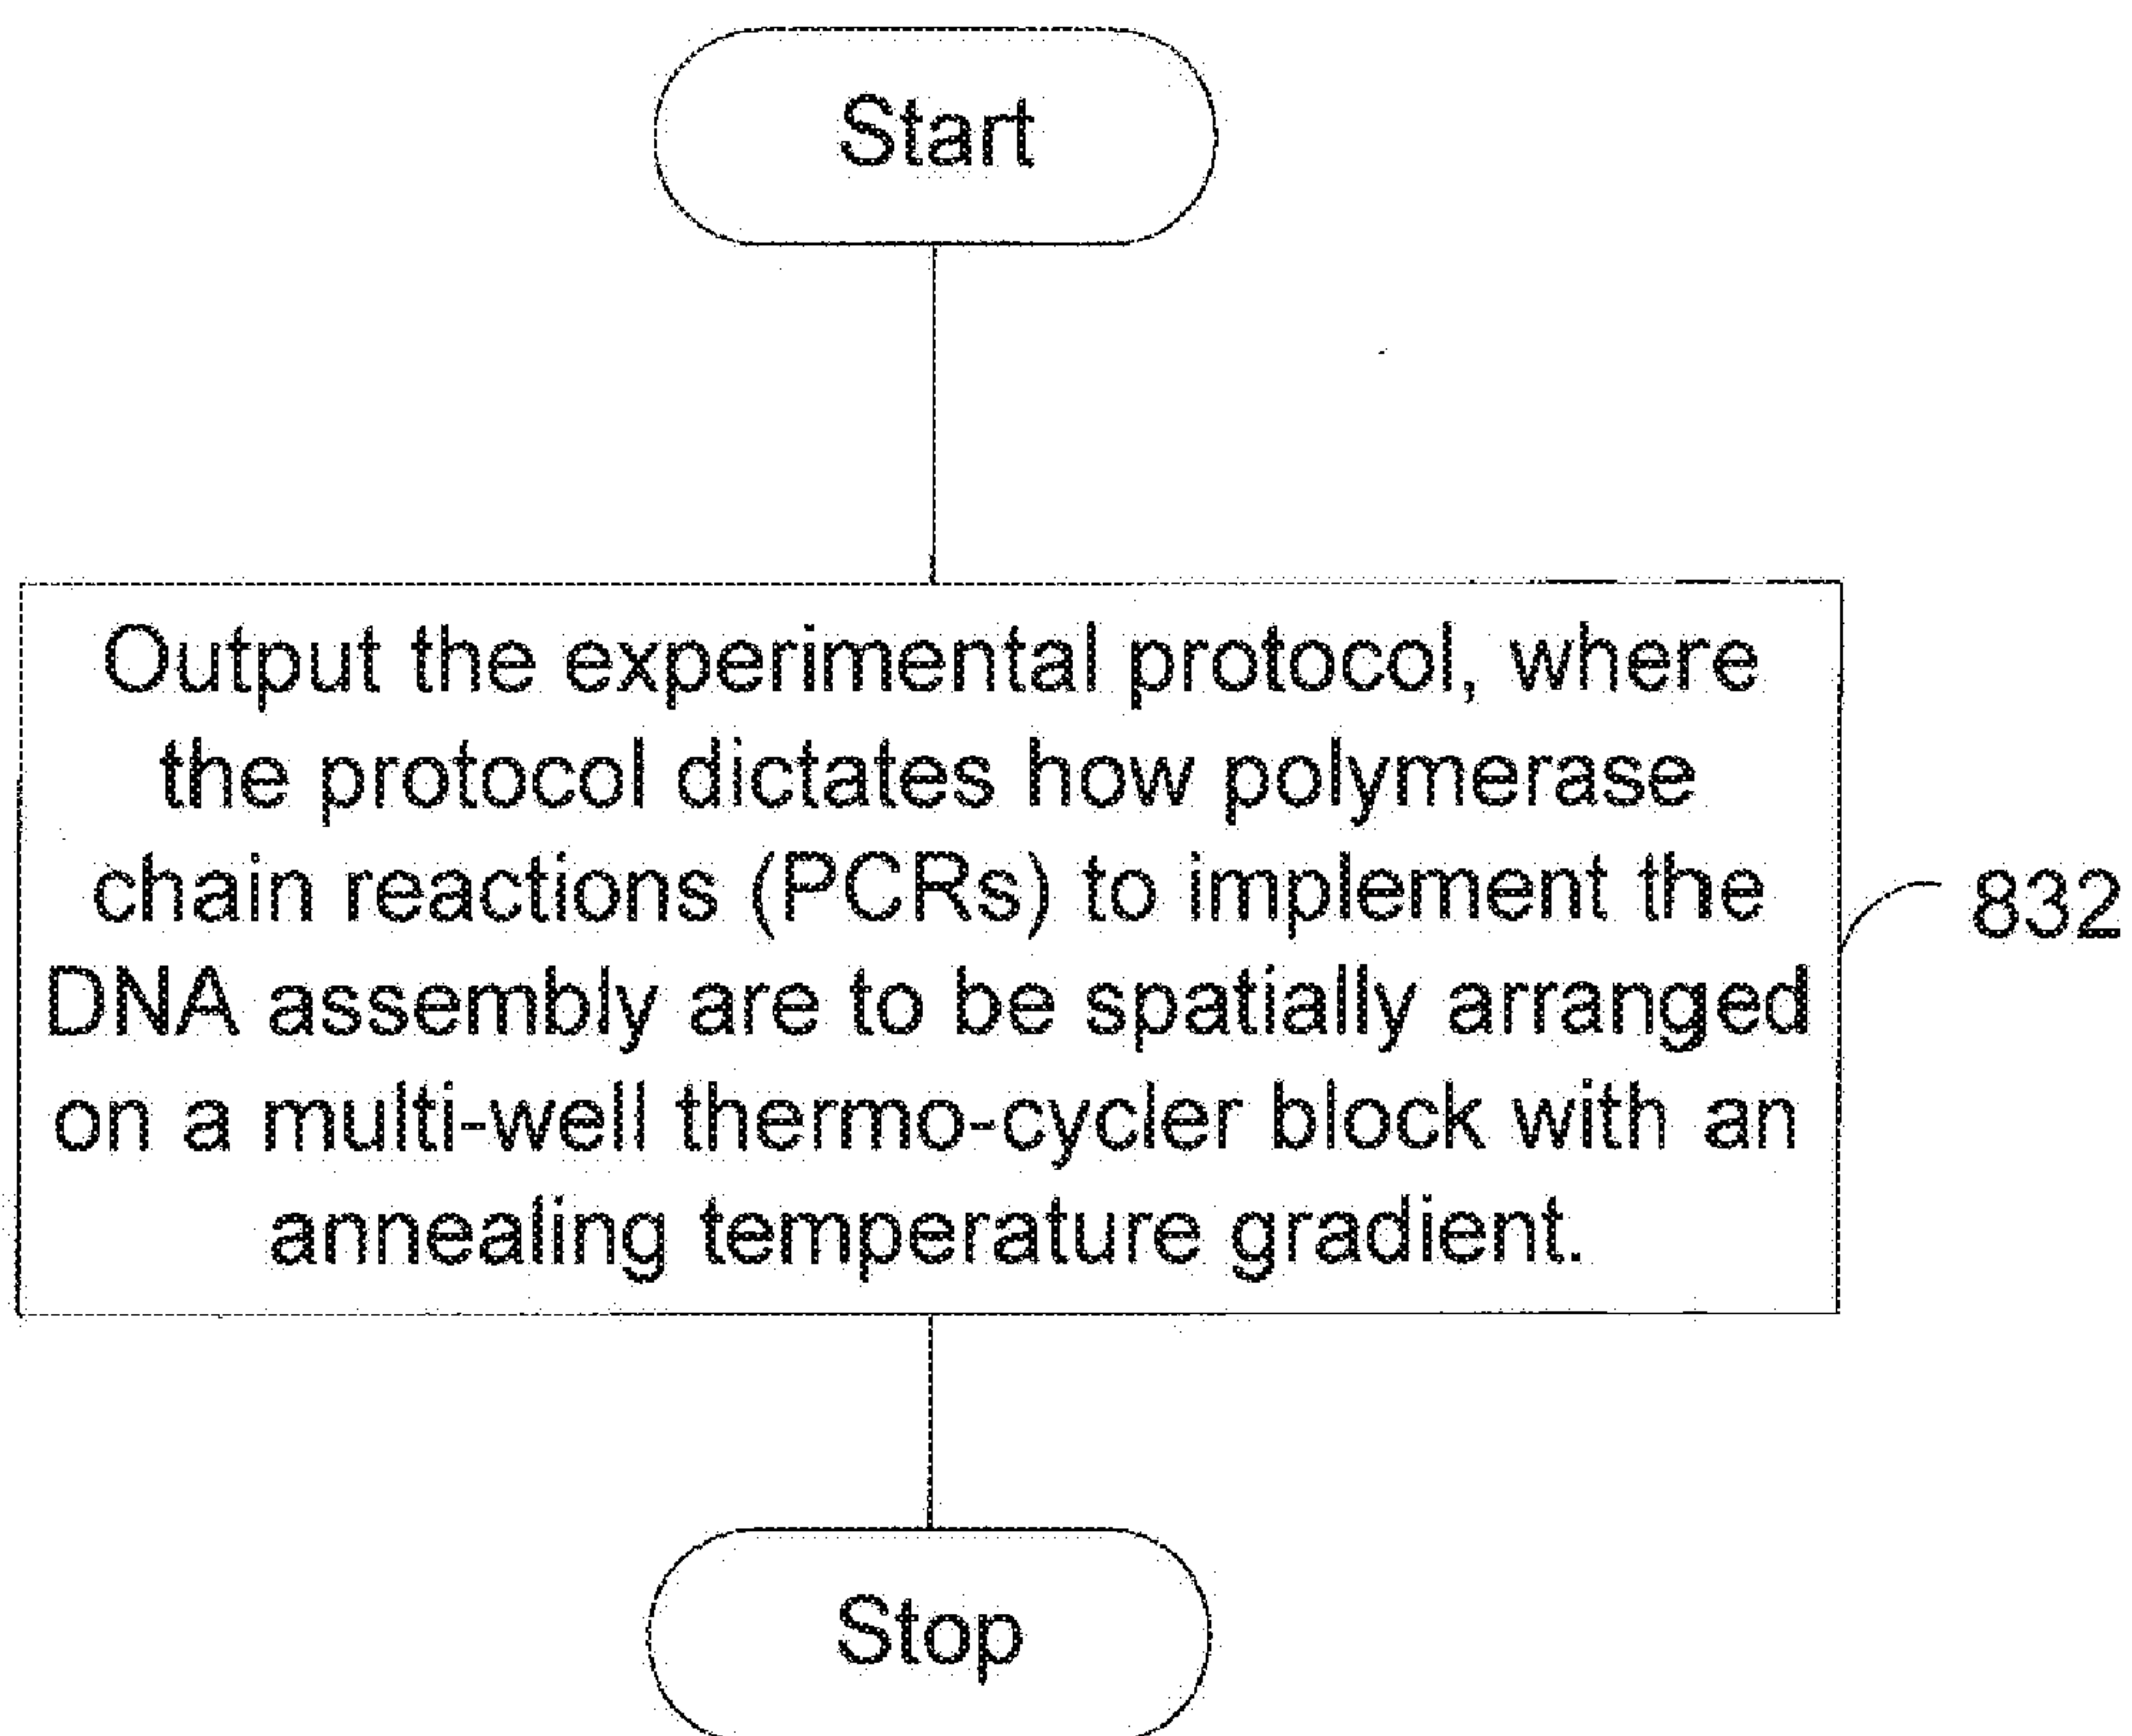 Start
Output the experimental protocol, where
the protocol dictates how polymerase
chain reactions (PCRs) to implement the
DNA assembly are to be spatially arranged
on a multi-well thermo-cycler block with an
annealing temperature gradient.
832
Stop